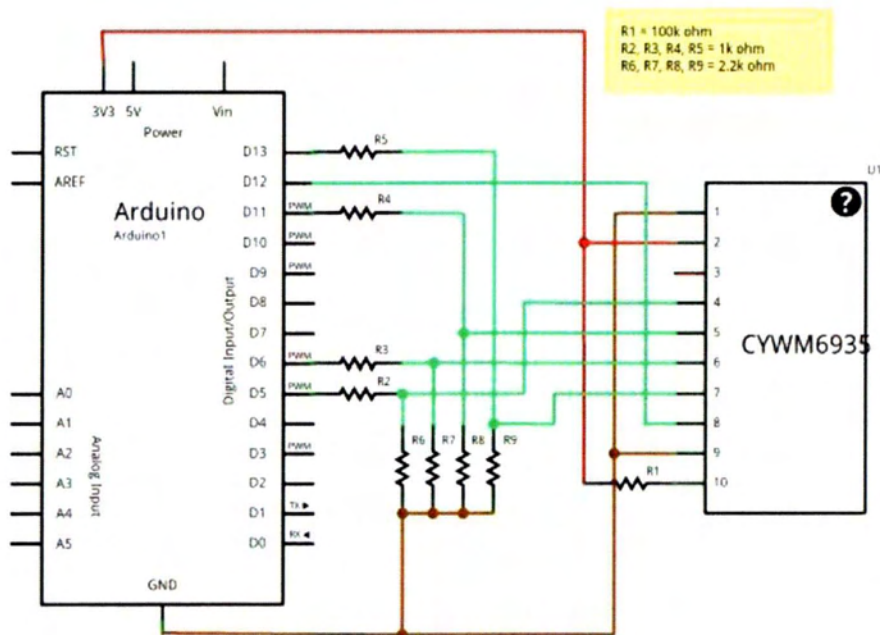 R1 = 100k ohm
R2, R3, R4, R5 = 1k ohm
R6, R7, R8, R9 = 2.2k ohm
3V3 5V Vin
Power
RST
AREF
Arduino
Arduino1
A0
A1
A2
A3
A4
A5
Analog Input
Digital Input/Output
D13
D12
D11 PWM
D10 PWM
D9 PWM
D8
D7
D6 PWM
D5 PWM
D4
D3 PWM
D2
D1 TX
D0 RX
GND
R5
R4
R3
R2
R6 R7 R8 R9
R1
U1
?
1
2
3
4
5
6
7
8
9
10
CYWM6935